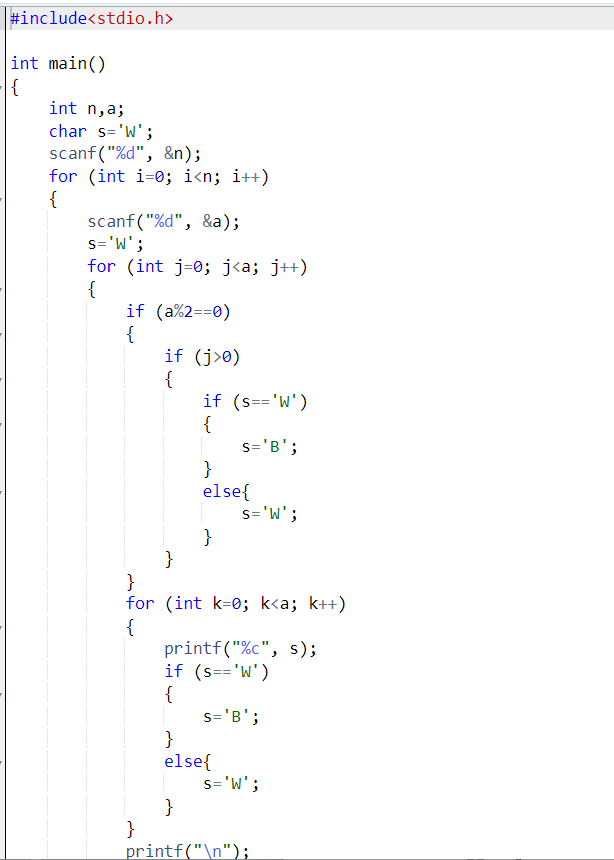 #include<stdio.h>
int main()
{
    int n,a;
    char s='W';
    scanf("%d", &n);
    for (int i=0; i<n; i++)
    {
        scanf("%d", &a);
        s='W';
        for (int j=0; j<a; j++)
        {
            if (a%2==0)
            {
                if (j>0)
                {
                    if (s=='W')
                    {
                        s='B';
                    }
                    else{
                        s='W';
                    }
                }
            }
            for (int k=0; k<a; k++)
            {
                printf("%c", s);
                if (s=='W')
                {
                    s='B';
                }
                else{
                    s='W';
                }
            }
            printf("\n");